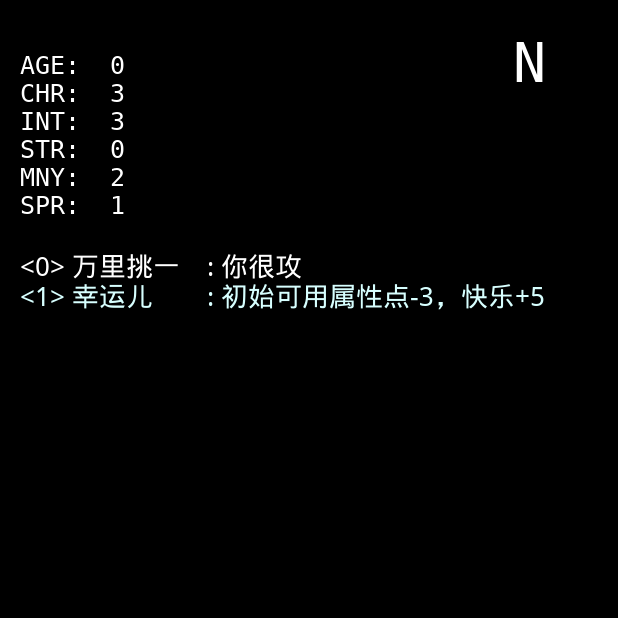 N
AGE: 0
CHR: 3
INT: 3
STR: 0
MNY: 2
SPR: 1
<0> 万里挑一 : 你很攻
<1> 幸运儿 : 初始可用属性点-3，快乐+5